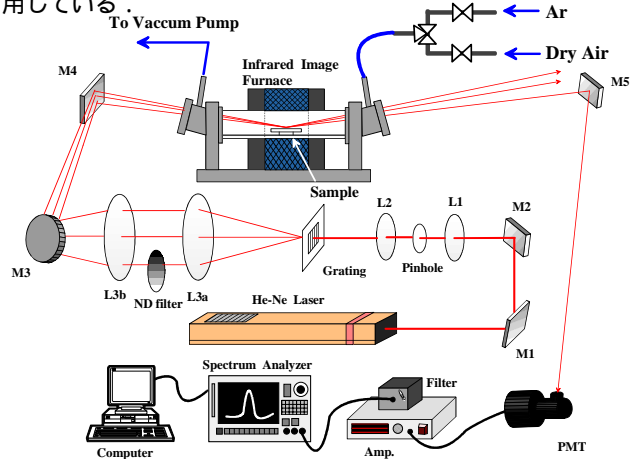 用している.
To Vaccum Pump
Ar
Dry Air
M4
Infrared Image
Furnace
M5
Sample
L2
L1
M2
M3
L3b
ND filter
L3a
Grating
Pinhole
He-Ne Laser
M1
Spectrum Analyzer
Filter
Computer
Amp.
PMT